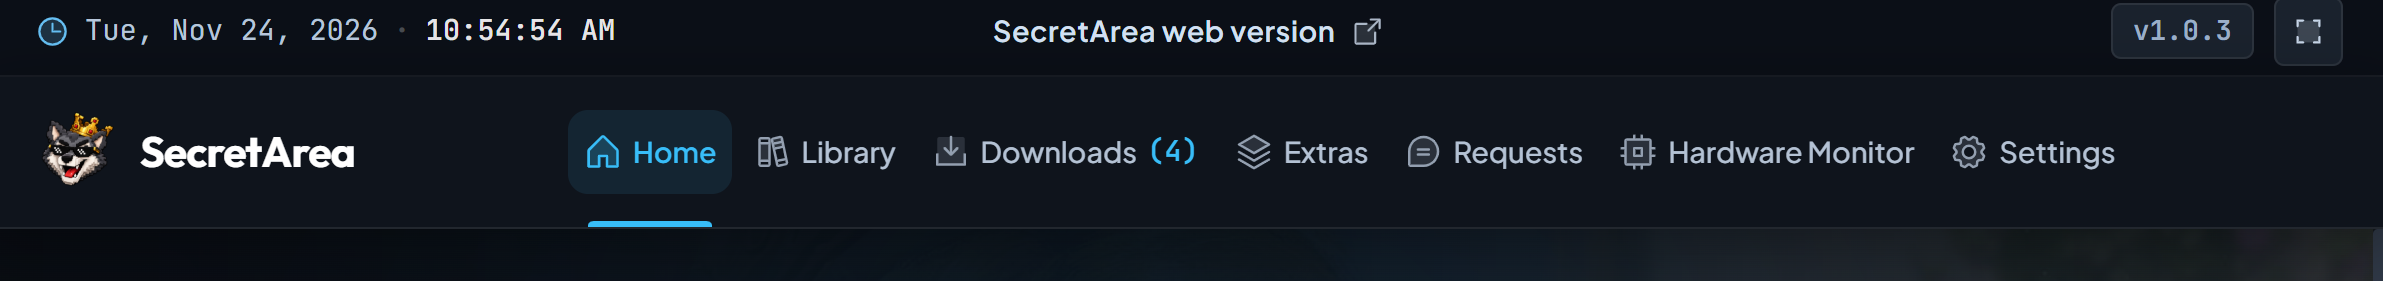 Tue, Nov 24, 2026 · 10:54:54 AM
SecretArea web version
v1.0.3
SecretArea
Home
Library
Downloads (4)
Extras
Requests
Hardware Monitor
Settings